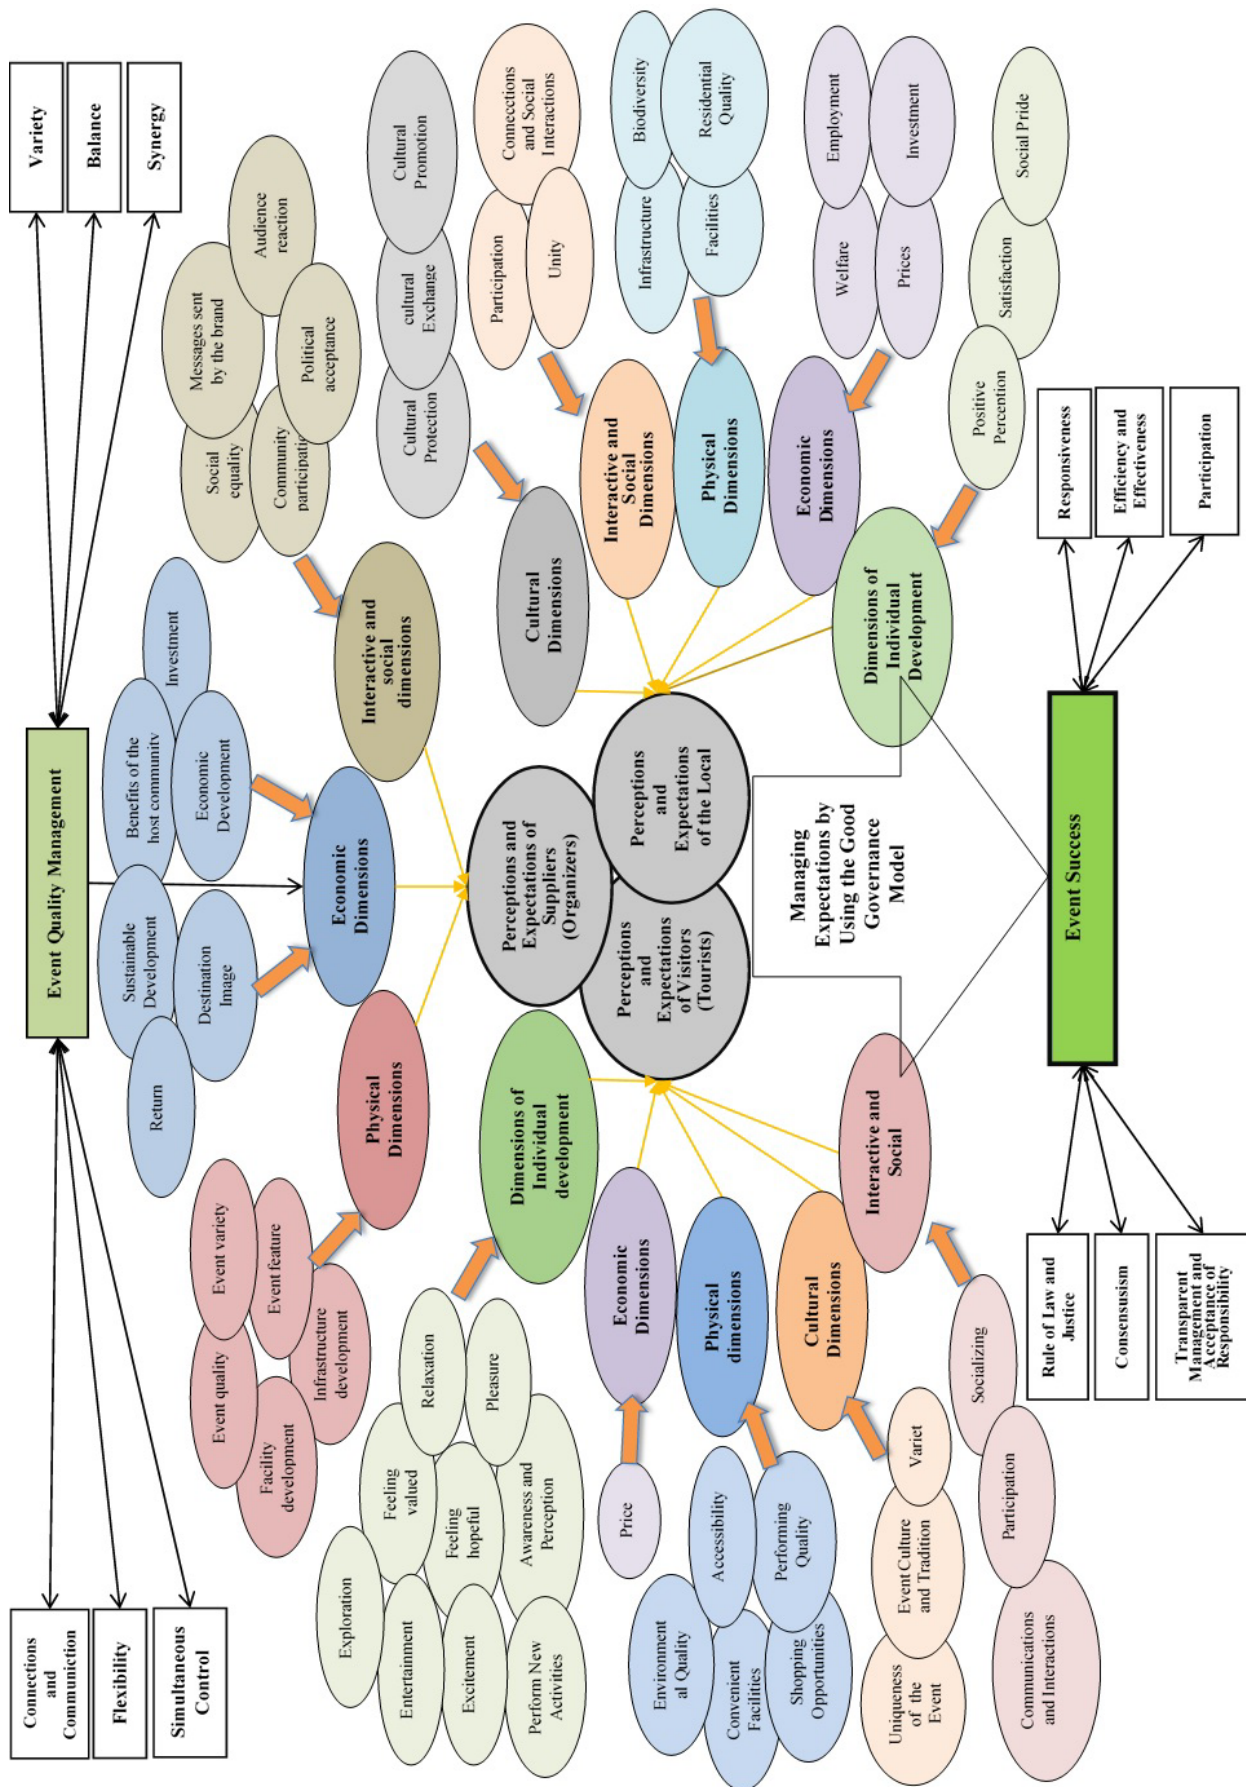 Connections
and
Communiction
Flexibility
Simultaneous
Control
Event Quality Management
Variety
Balance
Synergy
Event quality
Event variety
Facility
development
Event feature
Infrastructure
development
Physical
Dimensions
Return
Sustainable
Development
Destination
Image
Benefits of the
host community
Investment
Economic
Development
Economic
Dimensions
Social
equality
Messages sent
by the brand
Audience
reaction
Community
participation
Political
acceptance
Interactive and
social
dimensions
Exploration
Feeling
valued
Relaxation
Entertainment
Feeling
hopeful
Pleasure
Excitement
Awareness and
Perception
Perform New
Activities
Dimensions of
Individual
development
Price
Economic
Dimensions
Environment
al Quality
Accessibility
Convenient
Facilities
Performing
Quality
Shopping
Opportunities
Physical
dimensions
Uniqueness
of the
Event
Event Culture
and Tradition
Variet
Cultural
Dimensions
Communications
and Interactions
Participation
Socializing
Interactive and
Social
Perceptions and
Expectations of
Suppliers
(Organizers)
Perceptions
and
Expectations
of Visitors
(Tourists)
Perceptions
and
Expectations
of the Local
Cultural
Protection
cultural
Exchange
Cultural
Promotion
Cultural
Dimensions
Participation
Connecctions
and Social
Interactions
Unity
Interactive and
Social
Dimensions
Infrastructure
Biodiversity
Facilities
Residential
Quality
Physical
Dimensions
Welfare
Employment
Prices
Investment
Economic
Dimensions
Positive
Perception
Satisfaction
Social Pride
Dimensions of
Individual
Development
Managing
Expectations by
Using the Good
Governance
Model
Rule of Law and
Justice
Consensusism
Transparent
Management and
Acceptance of
Responsibility
Event Success
Responsiveness
Efficiency and
Effectiveness
Participation